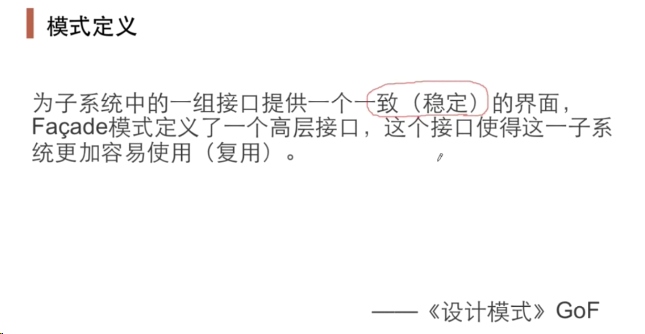 模式定义
为子系统中的一组接口提供一个一致（稳定）的界面，
Façade模式定义了一个高层接口，这个接口使得这一子系
统更加容易使用（复用）。
——《设计模式》GoF